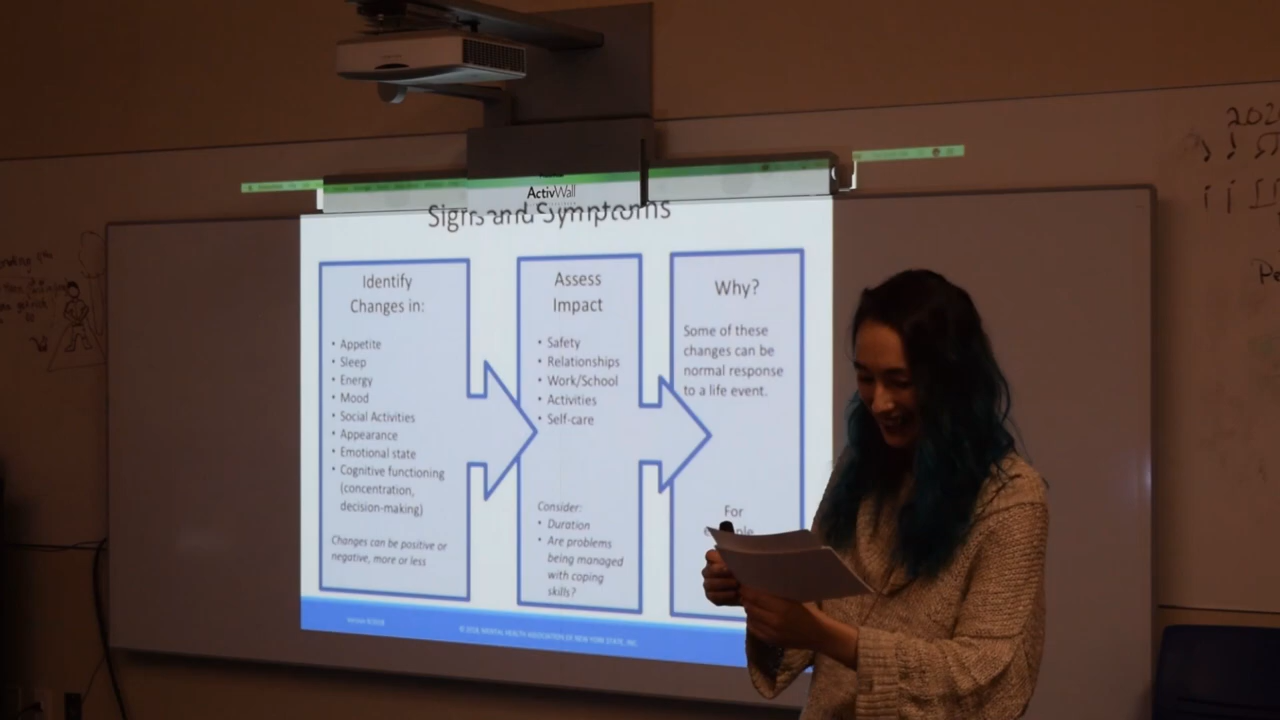 202
ActivWall
Signs and Symptoms
Identify
Changes in:
• Appetite
• Sleep
• Energy
• Mood
• Social Activities
• Appearance
• Emotional state
• Cognitive functioning
(concentration,
decision-making)
Changes can be positive or
negative, more or less
Assess
Impact
• Safety
• Relationships
• Work/School
• Activities
• Self-care
Consider:
• Duration
• Are problems
being managed
with coping
skills?
Why?
Some of these
changes can be
normal response
to a life event.
For
© 2019, MENTAL HEALTH ASSOCIATION OF NEW YORK STATE, INC.